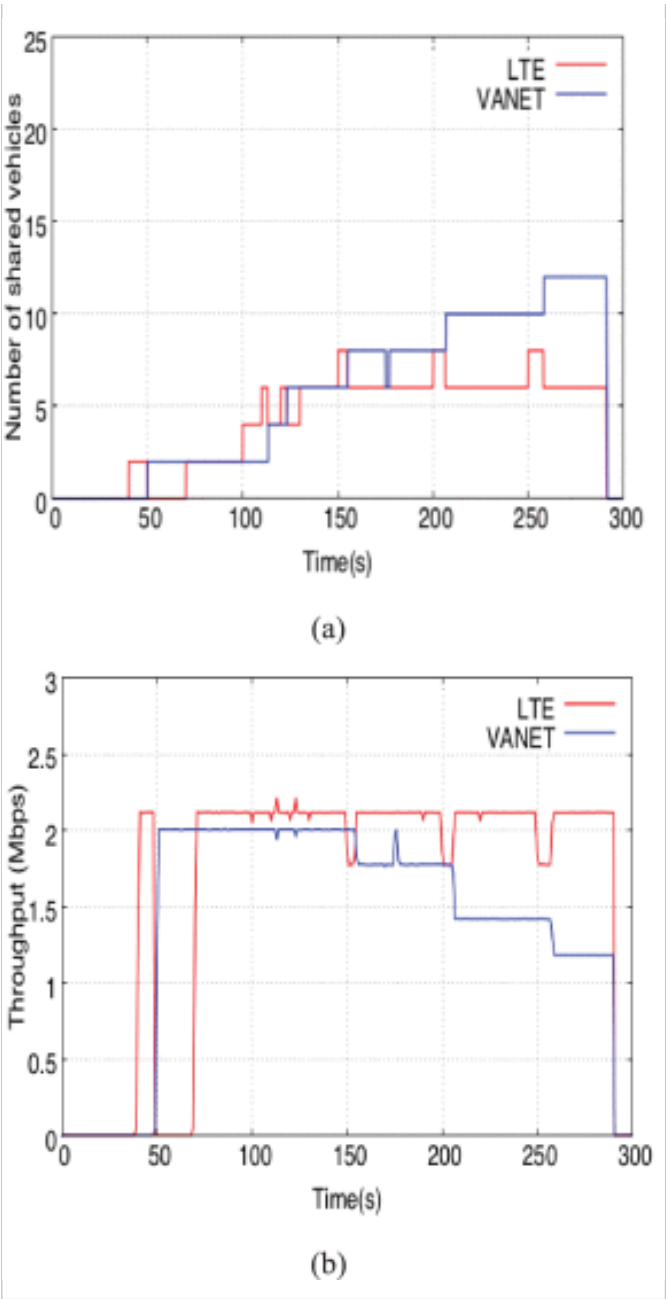 25
20
15
10
5
0
LTE
VANET
Number of shared vehicles
0 50 100 150 200 250 300
Time(s)
(a)
3
2.5
2
1.5
1
0.5
0
LTE
VANET
Throughput (Mbps)
0 50 100 150 200 250 300
Time(s)
(b)